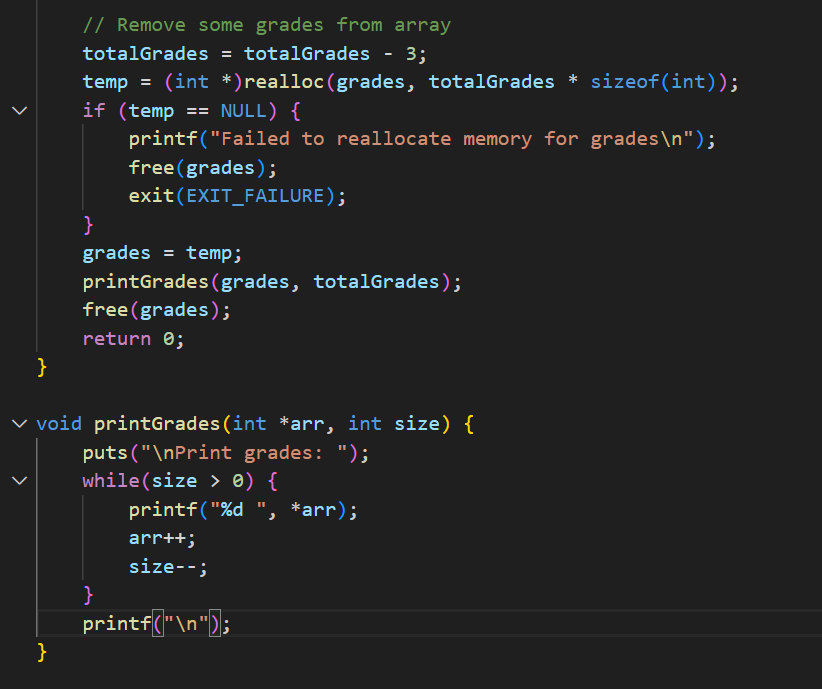 // Remove some grades from array
totalGrades = totalGrades - 3;
temp = (int *)realloc(grades, totalGrades * sizeof(int));
if (temp == NULL) {
printf("Failed to reallocate memory for grades\n");
free(grades);
exit(EXIT_FAILURE);
}
grades = temp;
printGrades(grades, totalGrades);
free(grades);
return 0;
}
void printGrades(int *arr, int size) {
puts("\nPrint grades: ");
while(size > 0) {
printf("%d ", *arr);
arr++;
size--;
}
printf("\n");
}